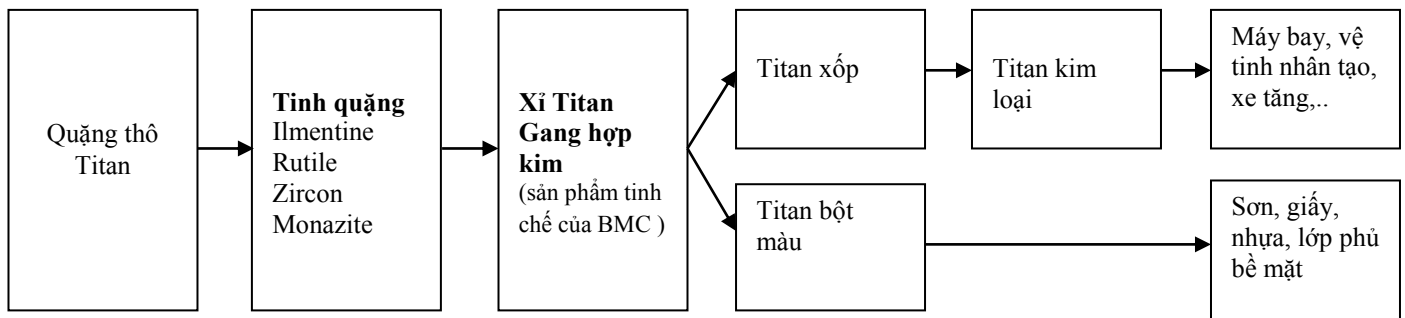 Quặng thô
Titan
Tinh quặng
Ilmentine
Rutile
Zircon
Monazite
Xỉ Titan
Gang hợp
kim
(sản phẩm tinh
chế của BMC )
Titan xốp
Titan kim
loại
Máy bay, vệ
tinh nhân tạo,
xe tăng,..
Titan bột
màu
Sơn, giấy,
nhựa, lớp phủ
bề mặt